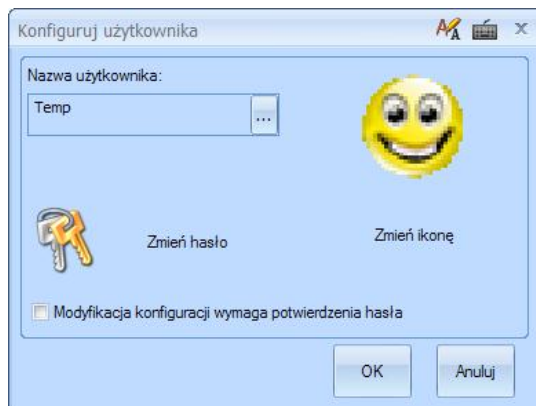 Konfiguruj użytkownika
Nazwa użytkownika:
Temp
...
Zmień hasło
Zmień ikonę
Modyfikacja konfiguracji wymaga potwierdzenia hasła
OK
Anuluj